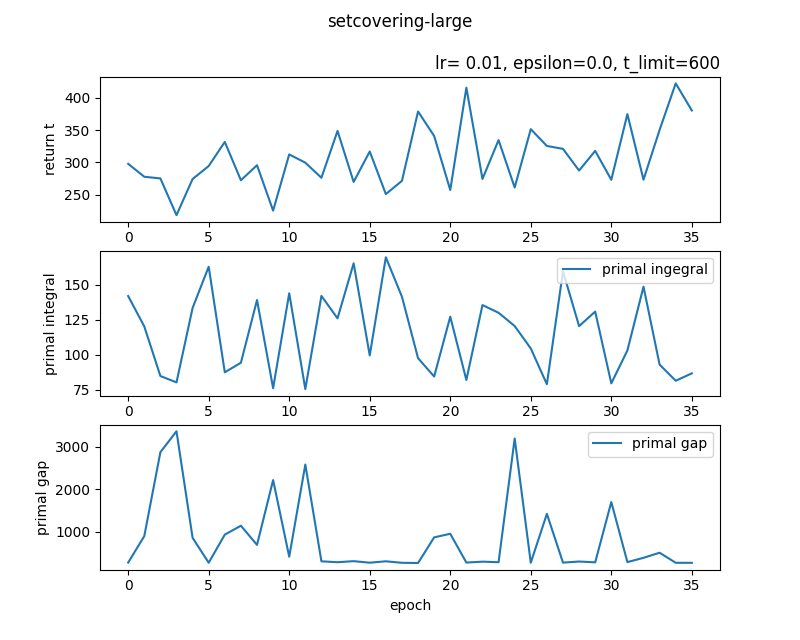 setcovering-large
lr= 0.01, epsilon=0.0, t_limit=600
return t
400
350
300
250
0 5 10 15 20 25 30 35
primal integral
150
125
100
75
primal ingegral
0 5 10 15 20 25 30 35
primal gap
3000
2000
1000
primal gap
0 5 10 15 20 25 30 35
epoch